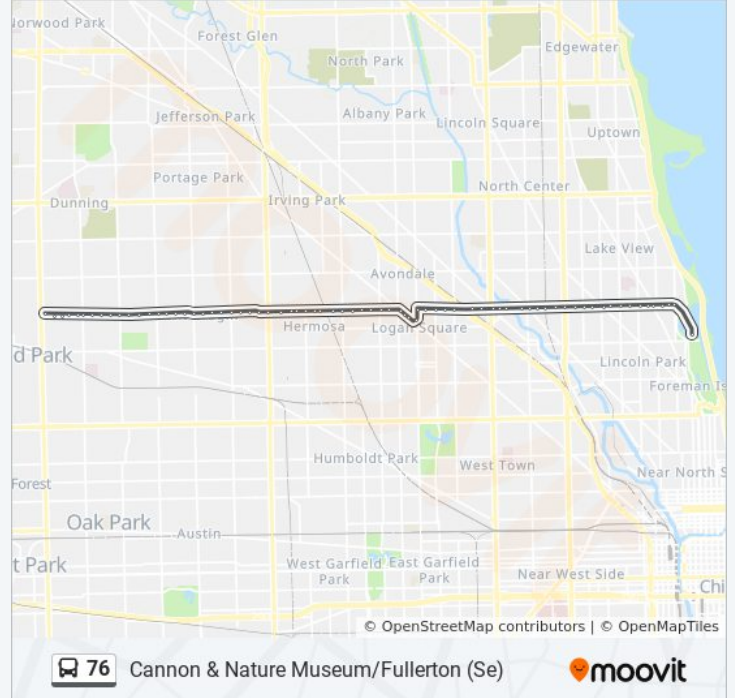 Norwood Park
Forest Glen
Edgewater
North Park
Jefferson Park
Albany Park
Lincoln Square
Uptown
Portage Park
North Center
Dunning
Irving Park
Lake View
Avondale
Hermosa
Logan Square
d Park
Lincoln Park
Foreman Is
Humboldt Park
West Town
Near North S
Forest
Oak Park
Austin
t Park
West Garfield
Park
East Garfield
Park
Near West Side
Chi
© OpenStreetMap contributors | © OpenMapTiles
76 Cannon & Nature Museum/Fullerton (Se)
moovit